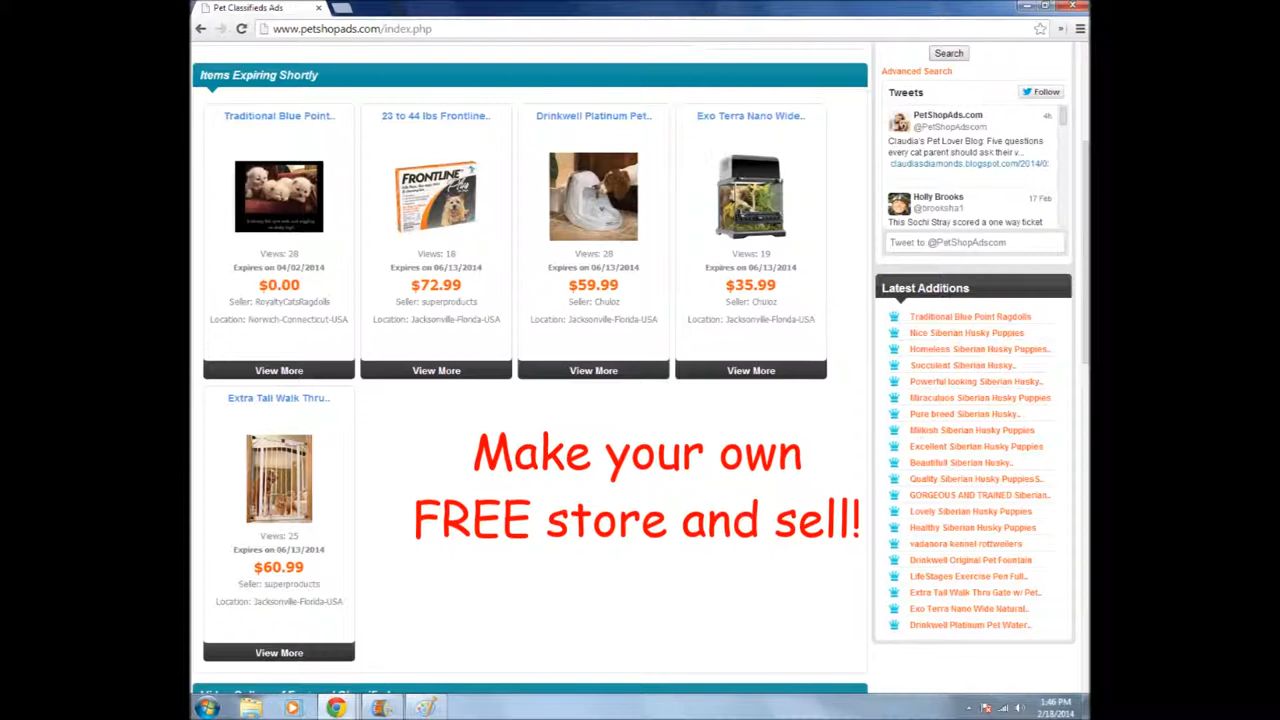 Pet Classifieds Ads
www.petshopads.com/index.php
Search
Advanced Search
Items Expiring Shortly
Tweets
Follow
Traditional Blue Point..
23 to 44 lbs Frontline..
Drinkwell Platinum Pet..
Exo Terra Nano Wide..
PetShopAds.com 4h
@PetShopAdscom
Claudia's Pet Lover Blog: Five questions
every cat parent should ask their v...
claudiasdiamonds.blogspot.com/2014/0
FRONTLINE
Plus
Holly Brooks 17 Feb
@brooksha1
This Sochi Stray scored a one way ticket
Tweet to @PetShopAdscom
Views: 28
Expires on 04/02/2014
$0.00
Seller: RoyaltyCatsRagdolls
Location: Norwich-Connecticut-USA
View More
Views: 18
Expires on 06/13/2014
$72.99
Seller: superproducts
Location: Jacksonville-Florida-USA
View More
Views: 28
Expires on 06/13/2014
$59.99
Seller: Chuloz
Location: Jacksonville-Florida-USA
View More
Views: 19
Expires on 06/13/2014
$35.99
Seller: Chuloz
Location: Jacksonville-Florida-USA
View More
Extra Tall Walk Thru..
Views: 25
Expires on 06/13/2014
$60.99
Seller: superproducts
Location: Jacksonville-Florida-USA
View More
Make your own
FREE store and sell!
Latest Additions
Traditional Blue Point Ragdolls
Nice Siberian Husky Puppies
Homeless Siberian Husky Puppies..
Succulent Siberian Husky..
Powerful looking Siberian Husky..
Miraculuos Siberian Husky Puppies
Pure breed Siberian Husky..
Milkish Siberian Husky Puppies
Excellent Siberian Husky Puppies
Beautifull Siberian Husky..
Quality Siberian Husky PuppiesS..
GORGEOUS AND TRAINED Siberian..
Lovely Siberian Husky Puppies
Healthy Siberian Husky Puppies
vadanora kennel rottweilers
Drinkwell Original Pet Fountain
LifeStages Exercise Pen Full..
Extra Tall Walk Thru Gate w/ Pet..
Exo Terra Nano Wide Natural..
Drinkwell Platinum Pet Water..
1:46 PM
2/18/2014